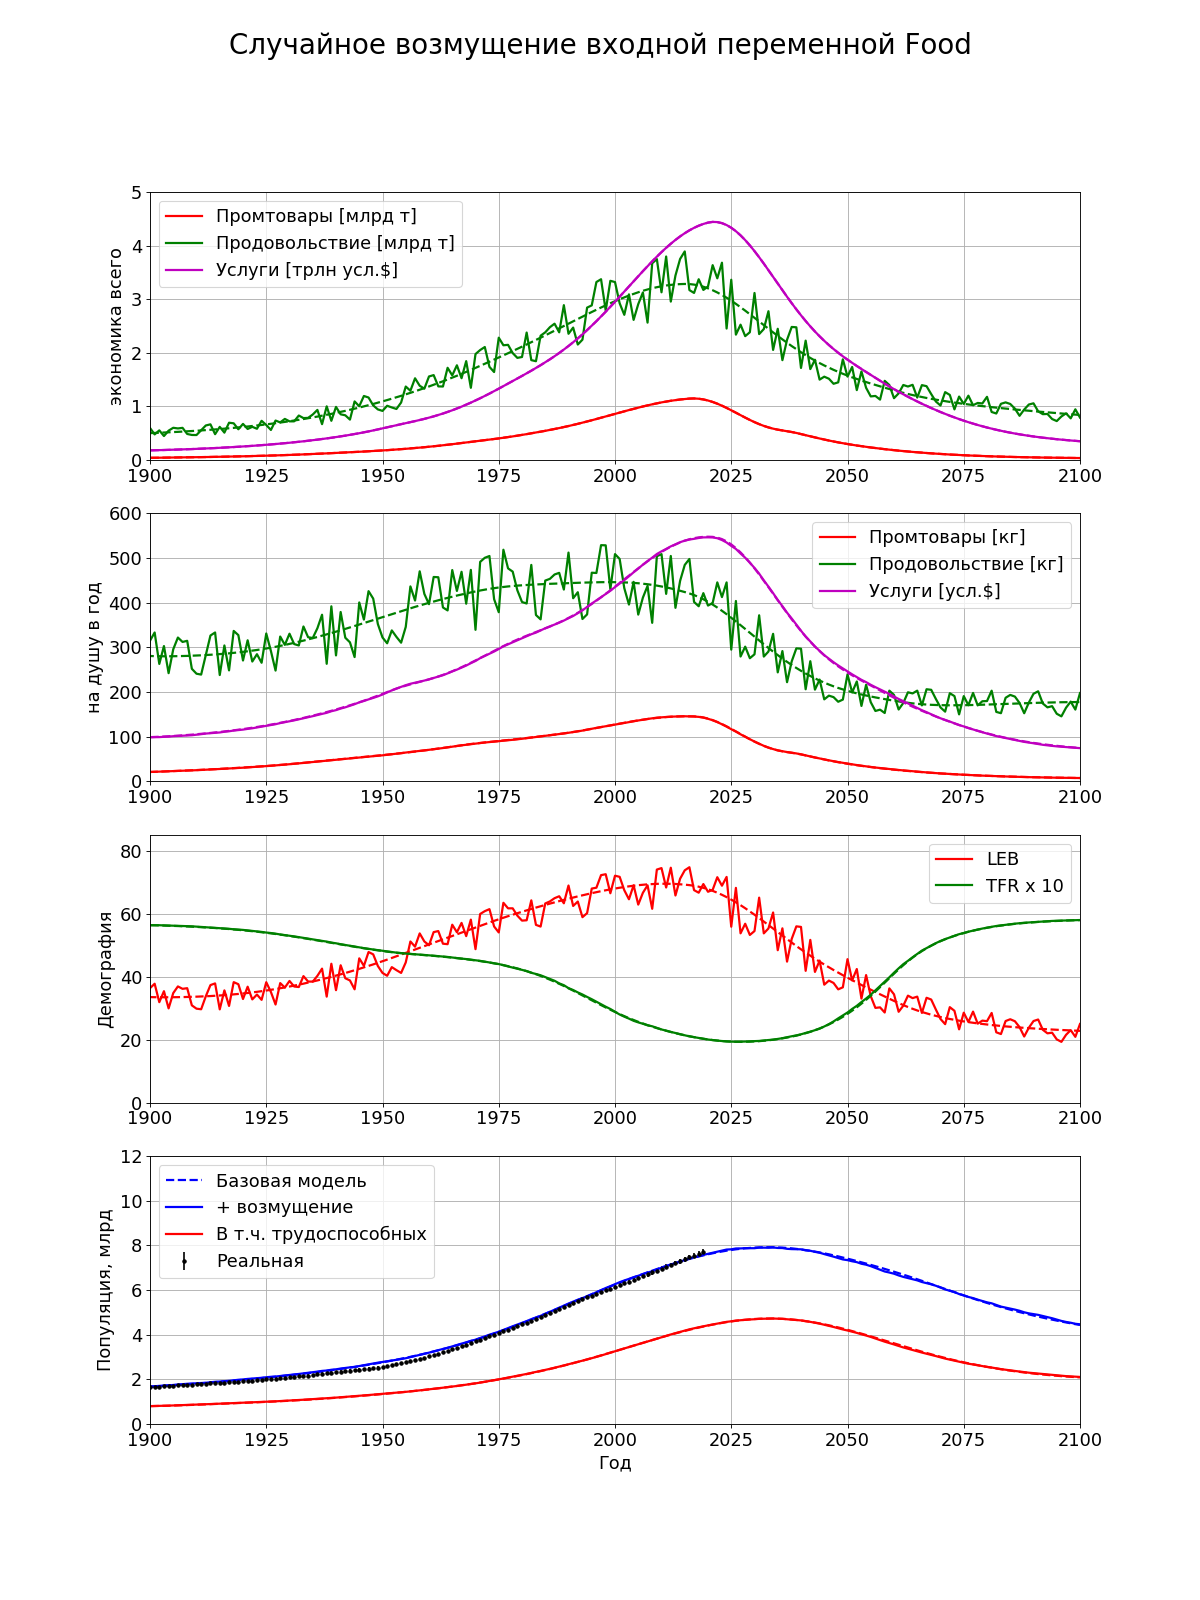 Случайное возмущение входной переменной Food
экономика всего
5
4
3
2
1
0
Промтовары [млрд т]
Продовольствие [млрд т]
Услуги [трлн усл.$]
1900 1925 1950 1975 2000 2025 2050 2075 2100
на душу в год
600
500
400
300
200
100
0
Промтовары [кг]
Продовольствие [кг]
Услуги [усл.$]
1900 1925 1950 1975 2000 2025 2050 2075 2100
Демография
80
60
40
20
0
LEB
TFR x 10
1900 1925 1950 1975 2000 2025 2050 2075 2100
Популяция, млрд
12
10
8
6
4
2
0
Базовая модель
+ возмущение
В т.ч. трудоспособных
Реальная
1900 1925 1950 1975 2000 2025 2050 2075 2100
Год